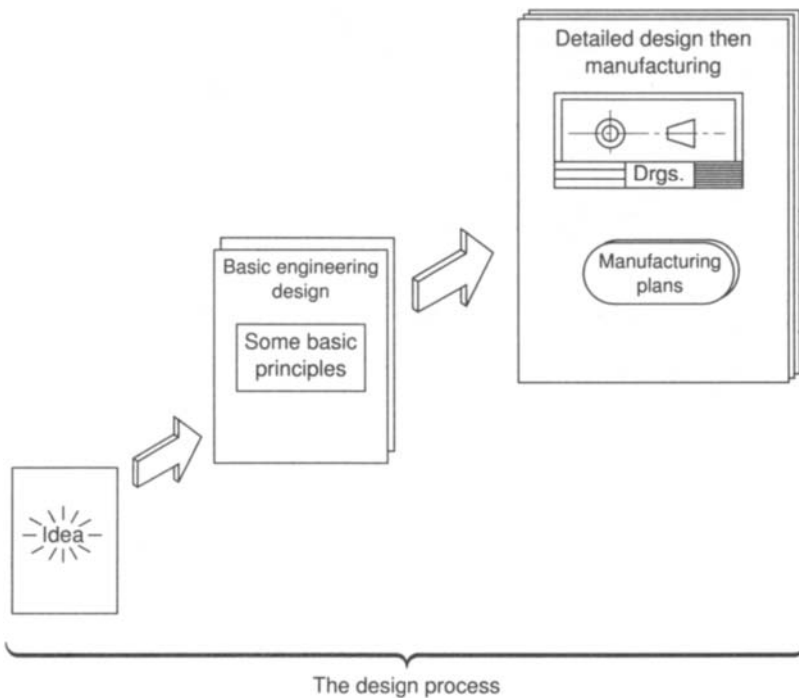 Detailed design then
manufacturing
Drgs.
Manufacturing
plans
Basic engineering
design
Some basic
principles
Idea
The design process